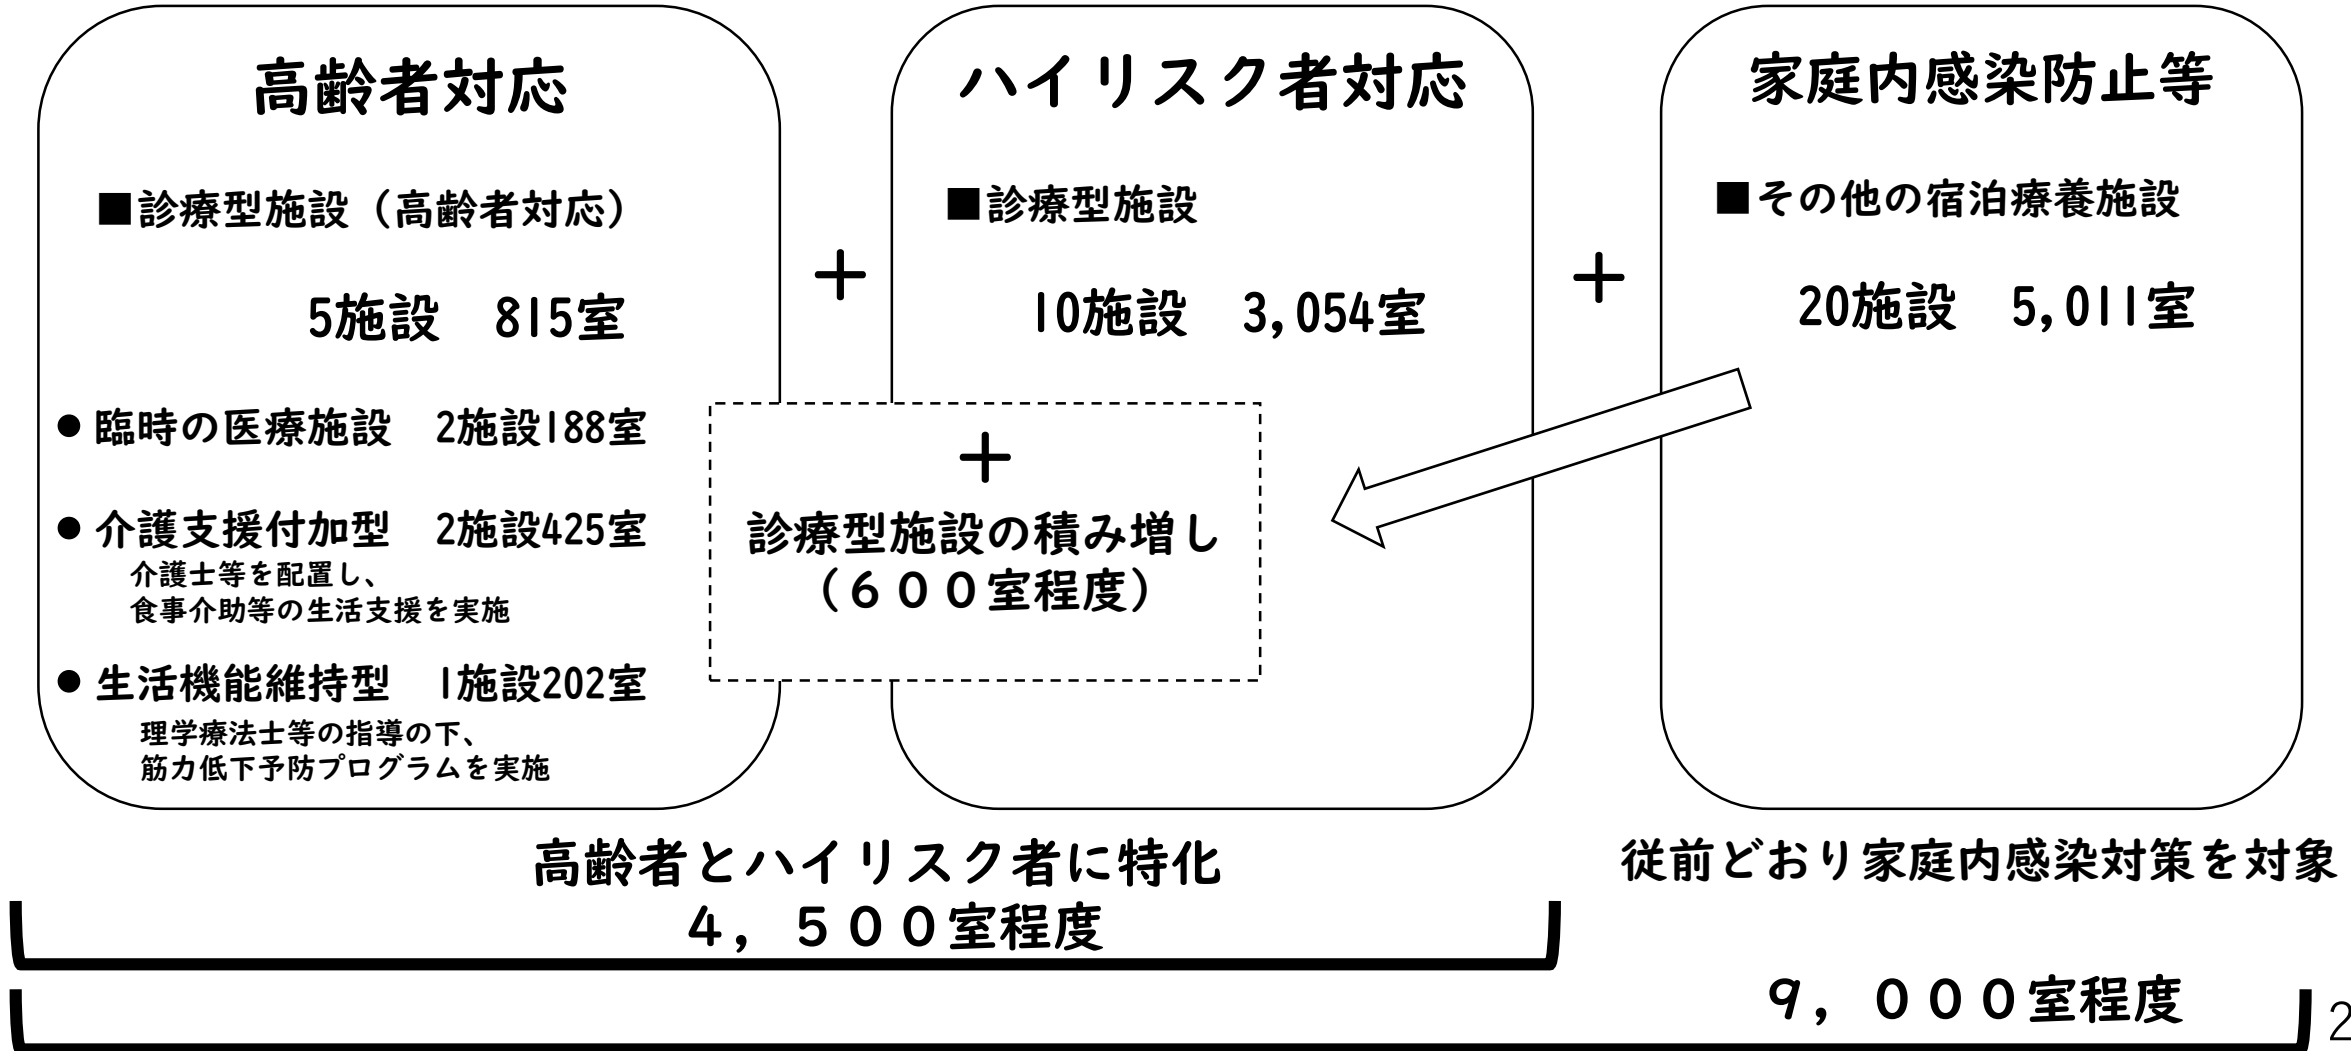 高齢者対応
■診療型施設（高齢者対応）
5施設　815室
● 臨時の医療施設　2施設188室
● 介護支援付加型　2施設425室
介護士等を配置し、
食事介助等の生活支援を実施
● 生活機能維持型　1施設202室
理学療法士等の指導の下、
筋力低下予防プログラムを実施
＋
ハイリスク者対応
■診療型施設
10施設　3,054室
＋
診療型施設の積み増し
（６００室程度）
＋
家庭内感染防止等
■その他の宿泊療養施設
20施設　5,011室
高齢者とハイリスク者に特化
４，５００室程度
従前どおり家庭内感染対策を対象
９，０００室程度
2